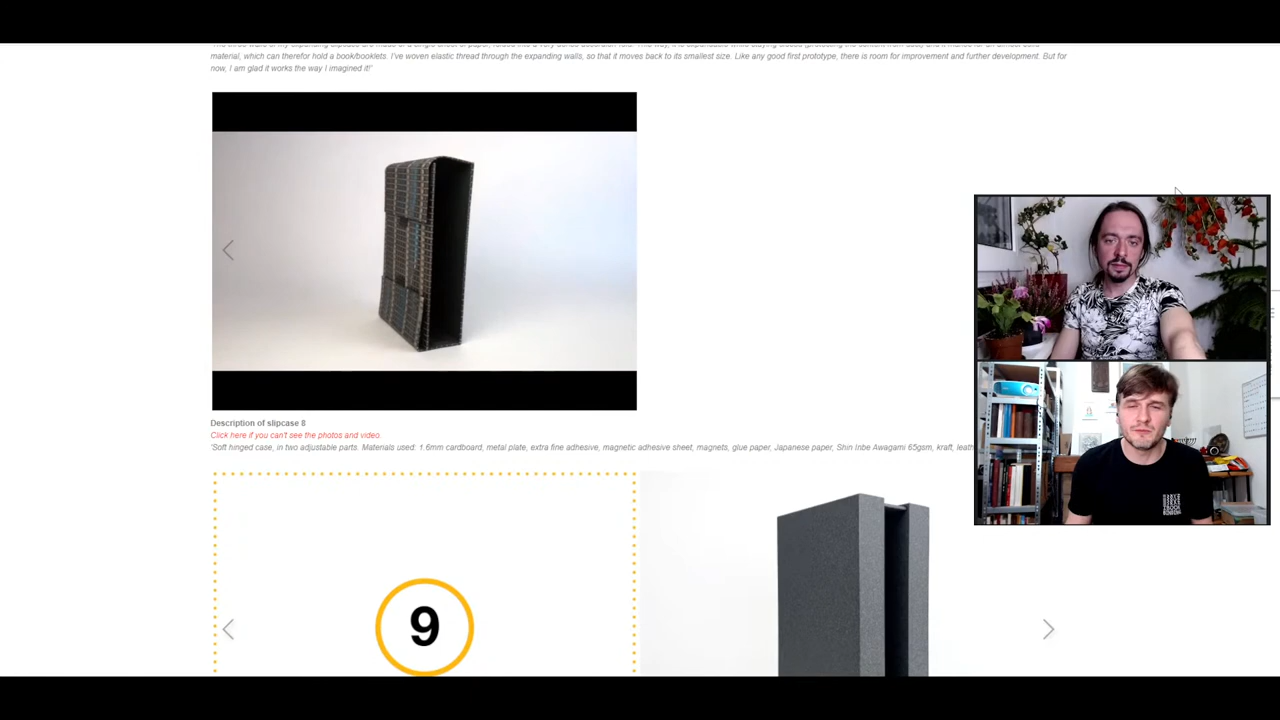 material, which can therefor hold a book/booklets. I've woven elastic thread through the expanding walls, so that it moves back to its smallest size. Like any good first prototype, there is room for improvement and further development. But for
now, I am glad it works the way I imagined it!'
Description of slipcase 8
Click here if you can't see the photos and video.
'Soft hinged case, in two adjustable parts. Materials used: 1.6mm cardboard, metal plate, extra fine adhesive, magnetic adhesive sheet, magnets, glue paper, Japanese paper, Shin Inbe Awagami 65gsm, kraft, leath
9